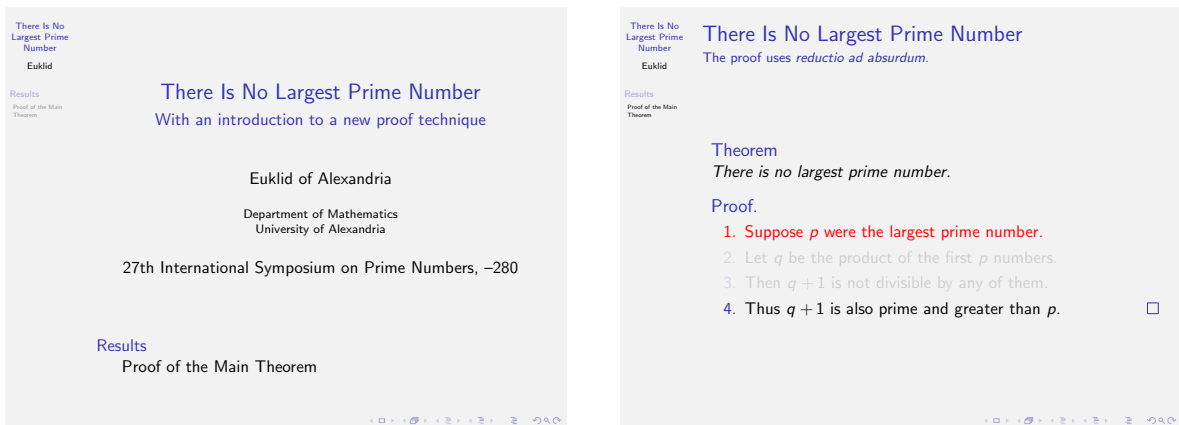 There Is No
Largest Prime
Number
Euklid
Results
Proof of the Main
Theorem
There Is No Largest Prime Number
With an introduction to a new proof technique
Euklid of Alexandria
Department of Mathematics
University of Alexandria
27th International Symposium on Prime Numbers, –280
Results
Proof of the Main Theorem
There Is No
Largest Prime
Number
Euklid
Results
Proof of the Main
Theorem
There Is No Largest Prime Number
The proof uses reductio ad absurdum.
Theorem
There is no largest prime number.
Proof.
1. Suppose p were the largest prime number.
2. Let q be the product of the first p numbers.
3. Then q + 1 is not divisible by any of them.
4. Thus q + 1 is also prime and greater than p. □